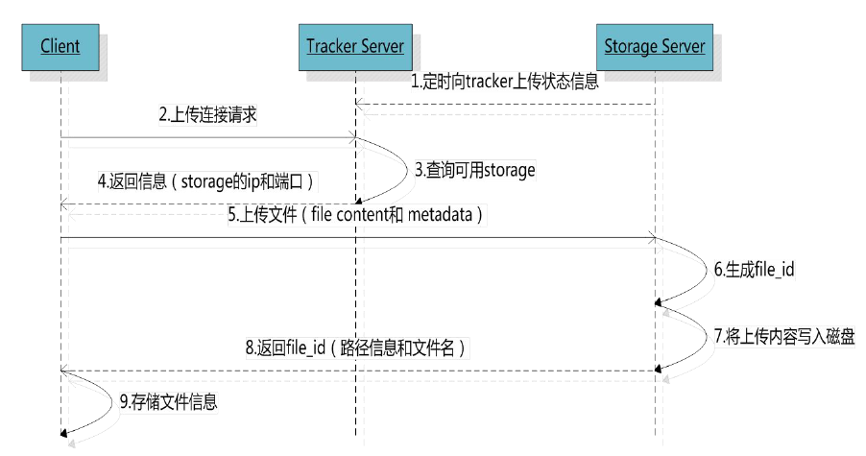 Client
Tracker Server
Storage Server
1.定时向tracker上传状态信息
2.上传连接请求
3.查询可用storage
4.返回信息（storage的ip和端口）
5.上传文件（file content和 metadata）
6.生成file_id
7.将上传内容写入磁盘
8.返回file_id（路径信息和文件名）
9.存储文件信息